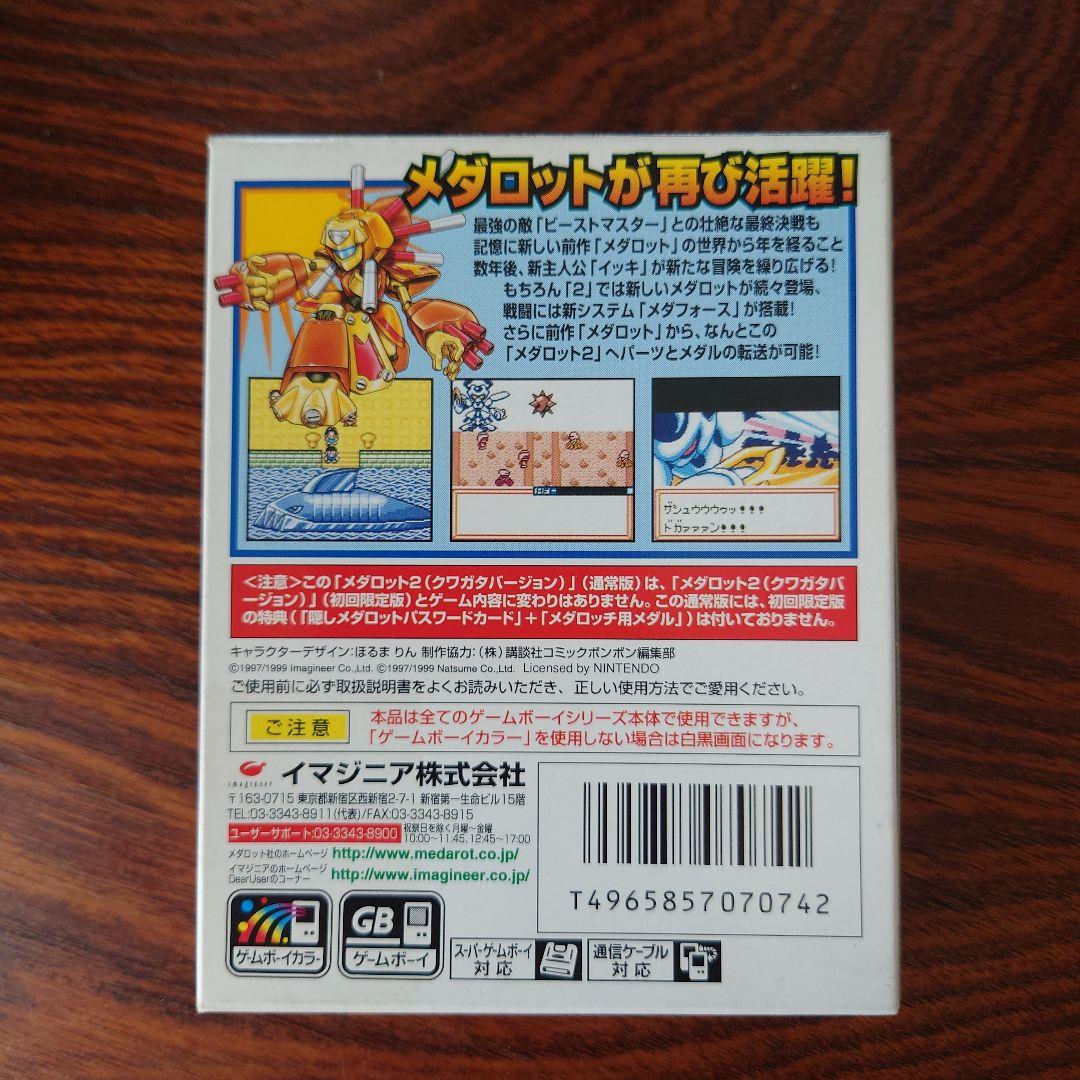 メダロットが再び活躍!
最強の敵「ビーストマスター」との壮絶な最終決戦も
記憶に新しい前作「メダロット」の世界から年を経ること
数年後、新主人公「イッキ」が新たな冒険を繰り広げる!
もちろん「2」では新しいメダロットが続々登場、
戦闘には新システム「メダフォース」が搭載!
さらに前作「メダロット」から、なんとこの
「メダロット2」へパーツとメダルの転送が可能!
ザシュウウウゥッ!!!
ドガァァァン!!!
<注意>この「メダロット2(クワガタバージョン)」(通常版)は、「メダロット2(クワガタバ
ージョン)」(初回限定版)とゲーム内容に変わりはありません。この通常版には、初回限定版
の特典(「隠しメダロットパスワードカード」+「メダロッチ用メダル」)は付いておりません。
キャラクターデザイン:ほるま りん 制作協力:(株)講談社コミックボンボン編集部
©1997/1999 Imagineer Co.,Ltd. ©1997/1999 Natsume Co.,Ltd. Licensed by NINTENDO
ご使用前に必ず取扱説明書をよくお読みいただき、正しい使用方法でご愛用ください。
ご注意
本品は全てのゲームボーイシリーズ本体で使用できますが、
「ゲームボーイカラー」を使用しない場合は白黒画面になります。
imagineer
イマジニア株式会社
〒163-0715 東京都新宿区西新宿2-7-1 新宿第一生命ビル15階
TEL:03-3343-8911(代表)/FAX:03-3343-8915
ユーザーサポート:03-3343-8900
祝祭日を除く月曜~金曜
10:00~11:45、12:45~17:00
メダロット社のホームページ http://www.medarot.co.jp/
イマジニアのホームページ
DearUserのコーナー
http://www.imagineer.co.jp/
T4965857070742
ゲームボーイカラー
GB
ゲームボーイ
スーパーゲームボーイ
対応
通信ケーブル
対応